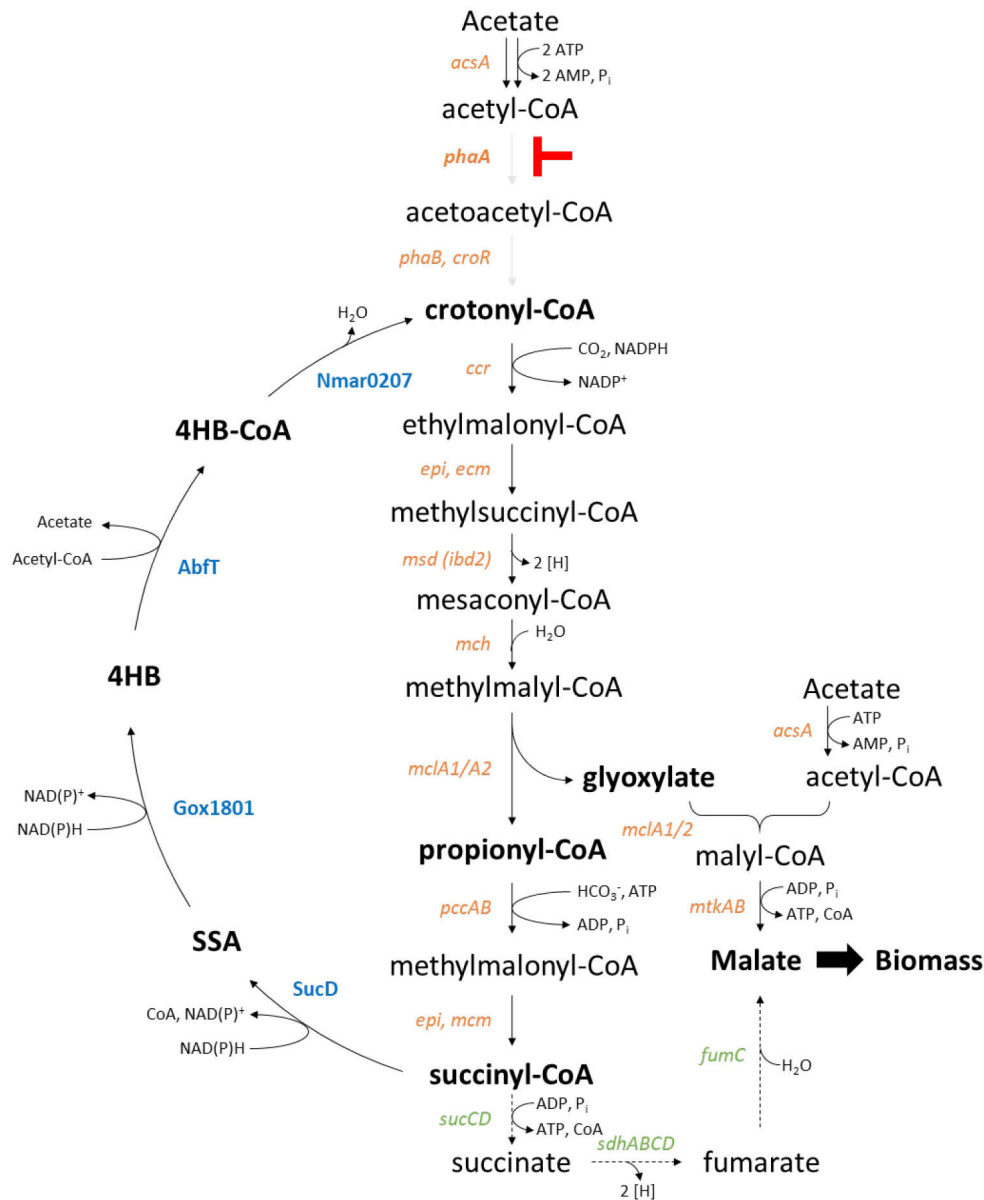 Acetate
acsA
2 ATP
2 AMP, Pi
acetyl-CoA
phaA
acetoacetyl-CoA
phaB, croR
crotonyl-CoA
H2O
Nmar0207
ccr
CO2, NADPH
NADP+
4HB-CoA
ethylmalonyl-CoA
epi, ecm
methylsuccinyl-CoA
Acetate
Acetyl-CoA
AbfT
msd (ibd2)
2 [H]
mesaconyl-CoA
mch
H2O
4HB
methylmalyl-CoA
Acetate
acsA
ATP
AMP, Pi
mclA1/A2
glyoxylate
acetyl-CoA
NAD(P)+
NAD(P)H
Gox1801
mclA1/2
propionyl-CoA
malyl-CoA
pccAB
HCO3-, ATP
ADP, Pi
mtkAB
ADP, Pi
ATP, CoA
SSA
methylmalonyl-CoA
Malate
Biomass
SucD
CoA, NAD(P)+
NAD(P)H
epi, mcm
fumC
H2O
succinyl-CoA
sucCD
ADP, Pi
ATP, CoA
sdhABCD
succinate
fumarate
2 [H]